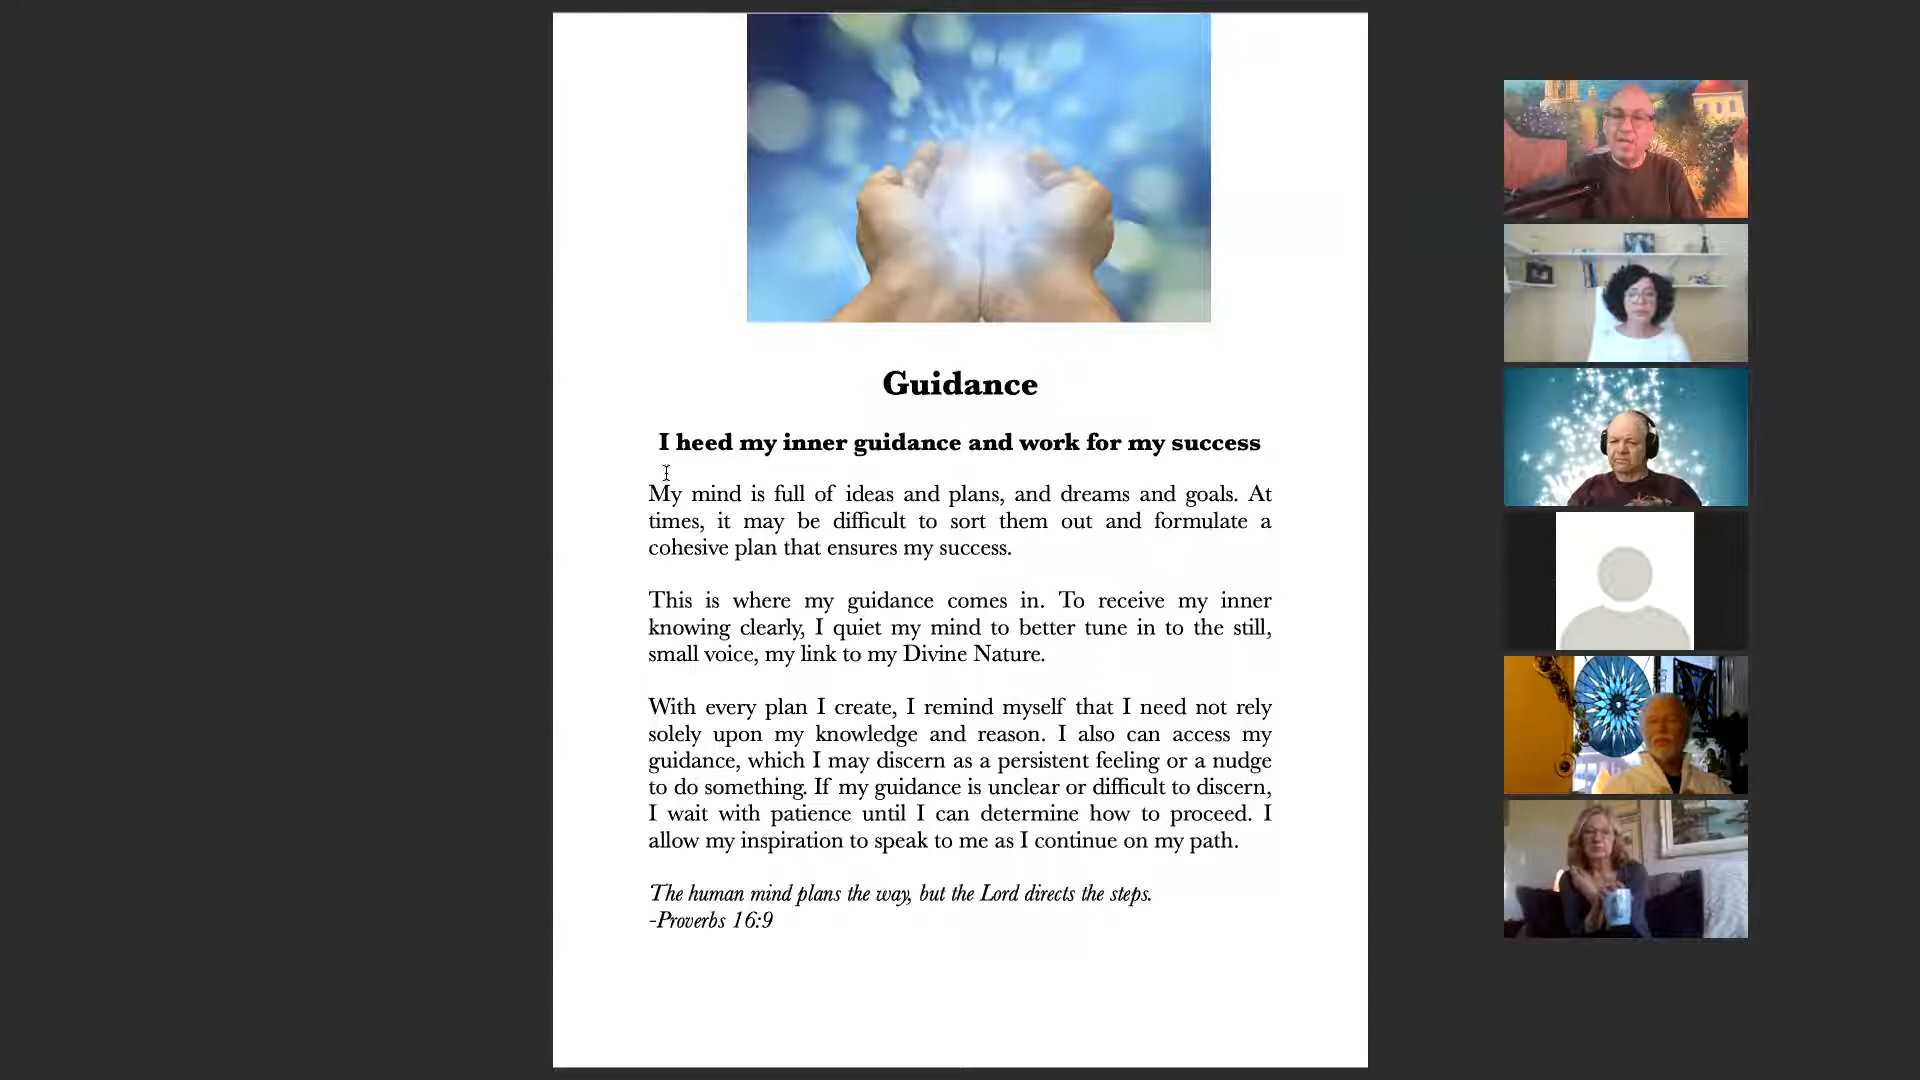 Guidance
I heed my inner guidance and work for my success
My mind is full of ideas and plans, and dreams and goals. At
times, it may be difficult to sort them out and formulate a
cohesive plan that ensures my success.
This is where my guidance comes in. To receive my inner
knowing clearly, I quiet my mind to better tune in to the still,
small voice, my link to my Divine Nature.
With every plan I create, I remind myself that I need not rely
solely upon my knowledge and reason. I also can access my
guidance, which I may discern as a persistent feeling or a nudge
to do something. If my guidance is unclear or difficult to discern,
I wait with patience until I can determine how to proceed. I
allow my inspiration to speak to me as I continue on my path.
The human mind plans the way, but the Lord directs the steps.
-Proverbs 16:9